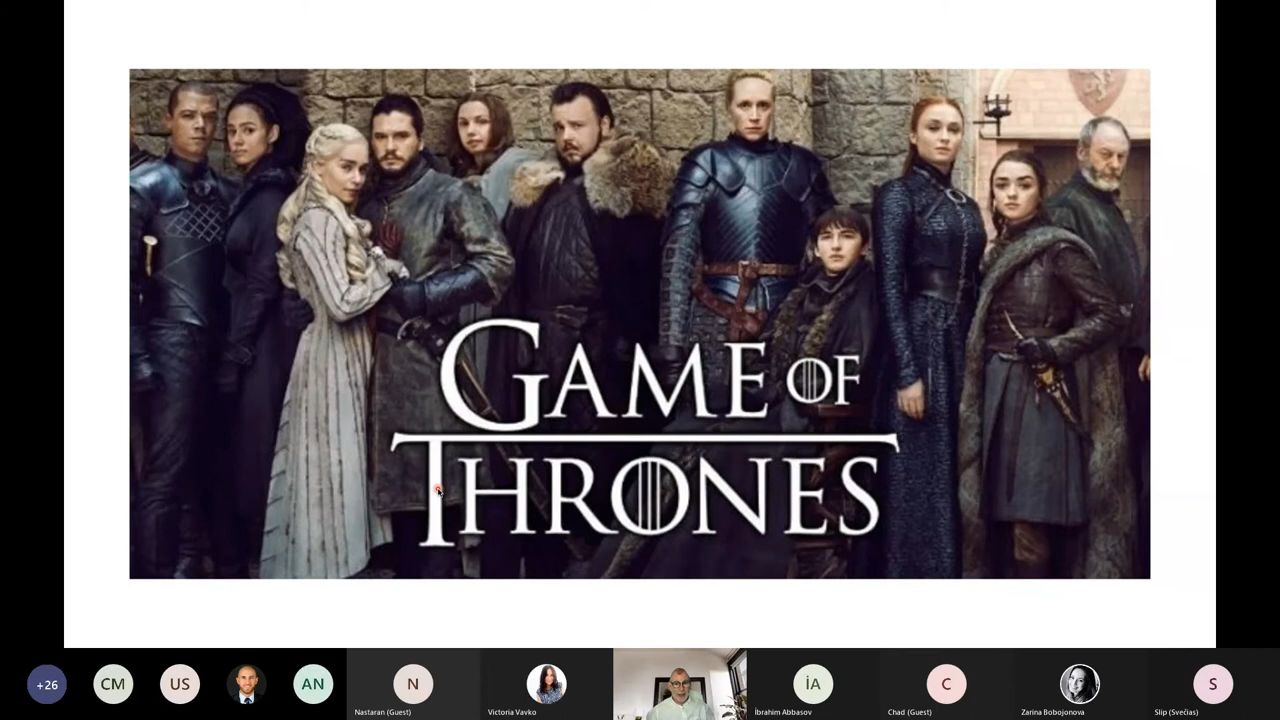 GAME OF
THRONES
+26
CM
US
AN
N
Nastaran (Guest)
Victoria Vavko
İA
İbrahim Abbasov
C
Chad (Guest)
Zarina Bobojonova
S
Slip (Svečias)